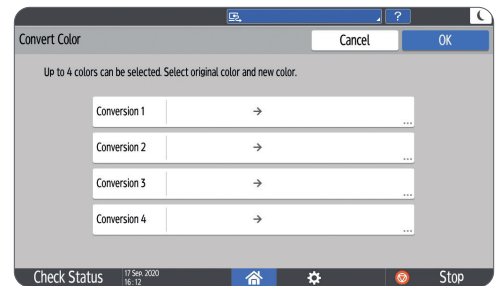 ?
Convert Color
Cancel
OK
Up to 4 colors can be selected. Select original color and new color.
Conversion 1 →
...
Conversion 2 →
...
Conversion 3 →
...
Conversion 4 →
...
Check Status
17 Sep. 2020
16:12
Stop